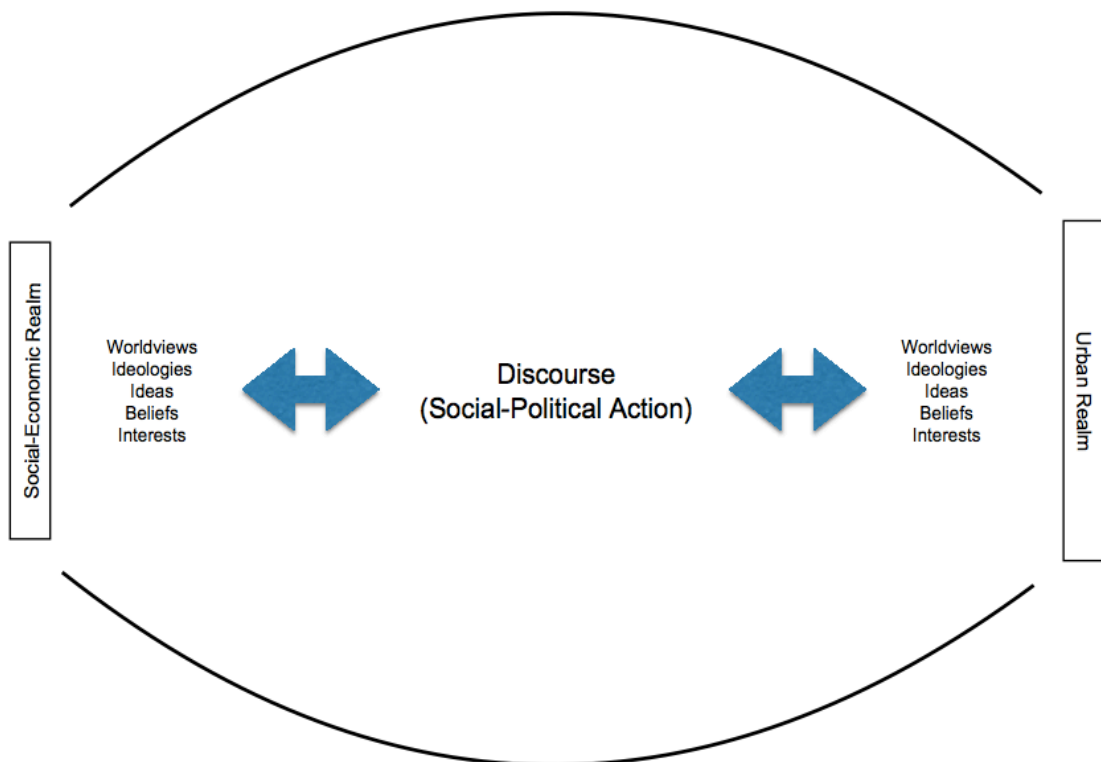 Social-Economic Realm
Worldviews
Ideologies
Ideas
Beliefs
Interests
Discourse
(Social-Political Action)
Worldviews
Ideologies
Ideas
Beliefs
Interests
Urban Realm